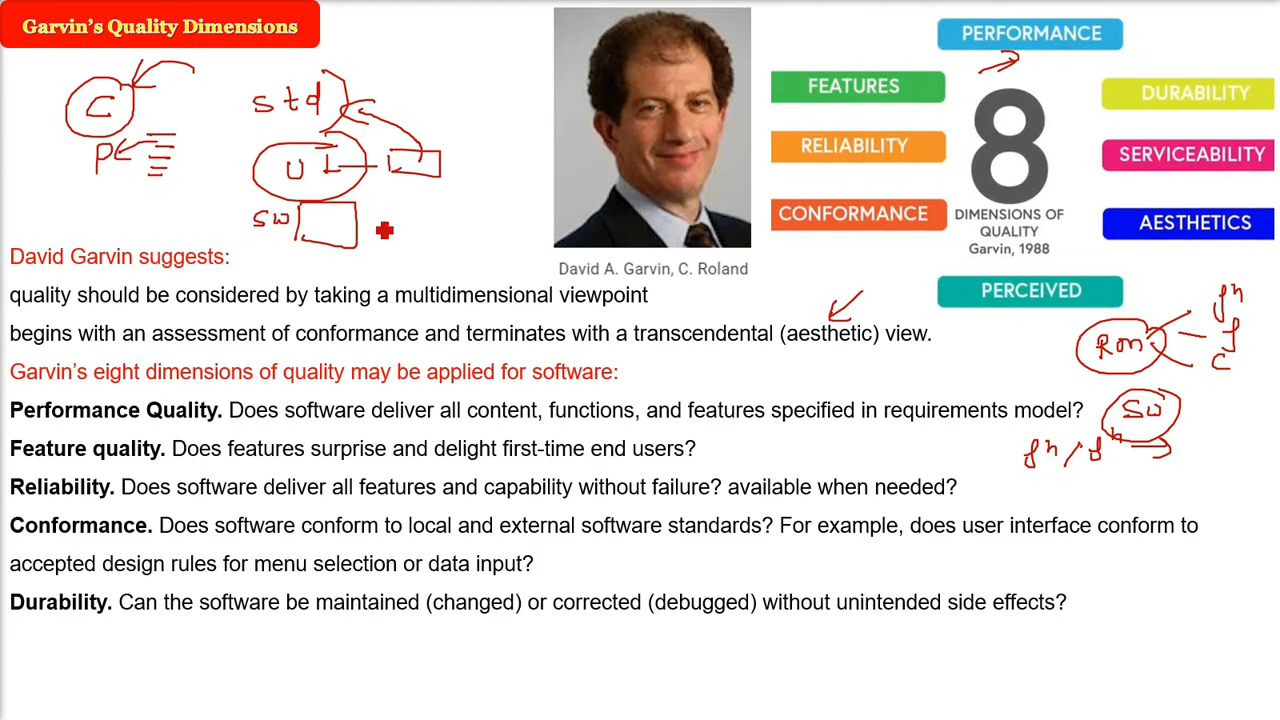 Garvin's Quality Dimensions
C
P
std
U
SW
David A. Garvin, C. Roland
PERFORMANCE
FEATURES
DURABILITY
RELIABILITY
SERVICEABILITY
CONFORMANCE
AESTHETICS
8
DIMENSIONS OF
QUALITY
Garvin, 1988
PERCEIVED
David Garvin suggests:
quality should be considered by taking a multidimensional viewpoint
begins with an assessment of conformance and terminates with a transcendental (aesthetic) view.
Garvin's eight dimensions of quality may be applied for software:
Performance Quality. Does software deliver all content, functions, and features specified in requirements model?
Feature quality. Does features surprise and delight first-time end users?
Reliability. Does software deliver all features and capability without failure? available when needed?
Conformance. Does software conform to local and external software standards? For example, does user interface conform to
accepted design rules for menu selection or data input?
Durability. Can the software be maintained (changed) or corrected (debugged) without unintended side effects?
fn
f
C
SW